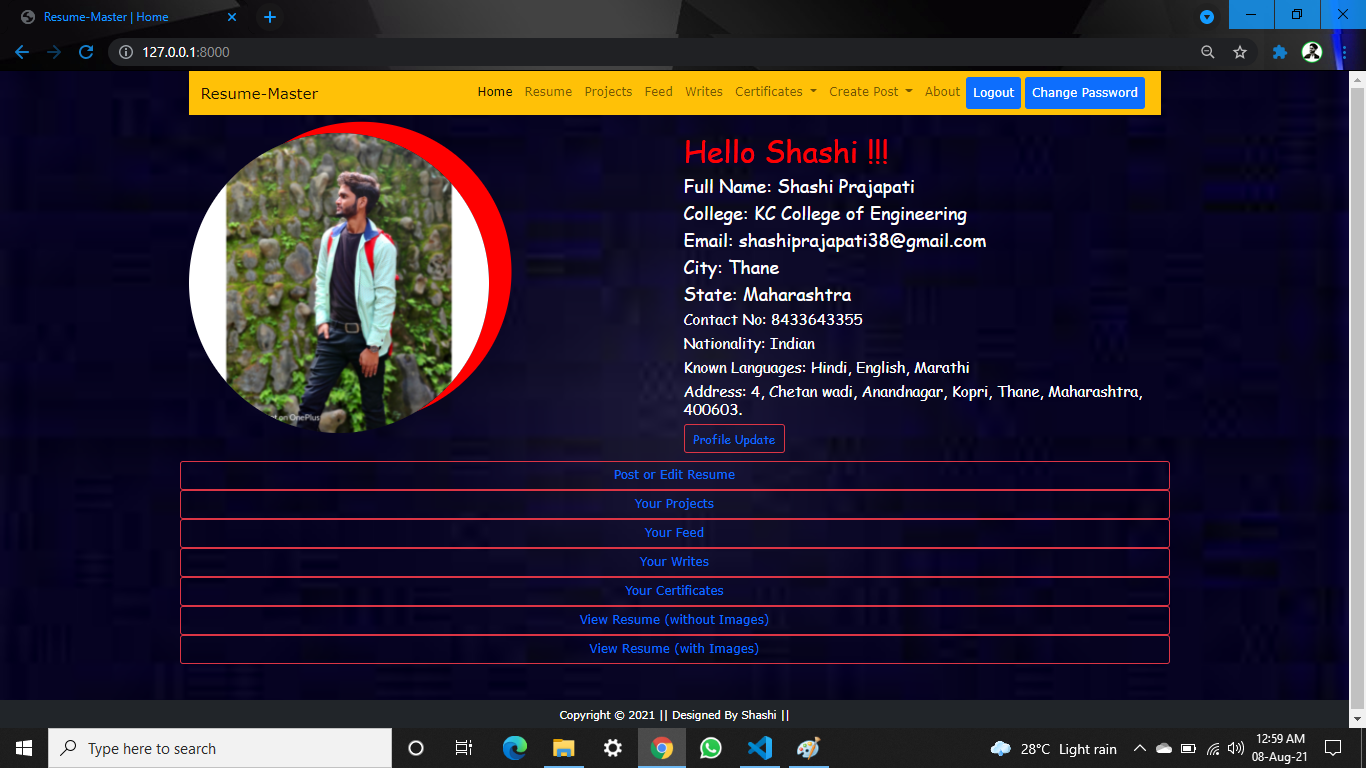 Resume-Master | Home
127.0.0.1:8000
Resume-Master Home Resume Projects Feed Writes Certificates Create Post About Logout Change Password
Hello Shashi !!!
Full Name: Shashi Prajapati
College: KC College of Engineering
Email: shashiprajapati38@gmail.com
City: Thane
State: Maharashtra
Contact No: 8433643355
Nationality: Indian
Known Languages: Hindi, English, Marathi
Address: 4, Chetan wadi, Anandnagar, Kopri, Thane, Maharashtra,
400603.
on OnePlus
Profile Update
Post or Edit Resume
Your Projects
Your Feed
Your Writes
Your Certificates
View Resume (without Images)
View Resume (with Images)
Copyright © 2021 || Designed By Shashi ||
Type here to search
28°C Light rain
12:59 AM
08-Aug-21